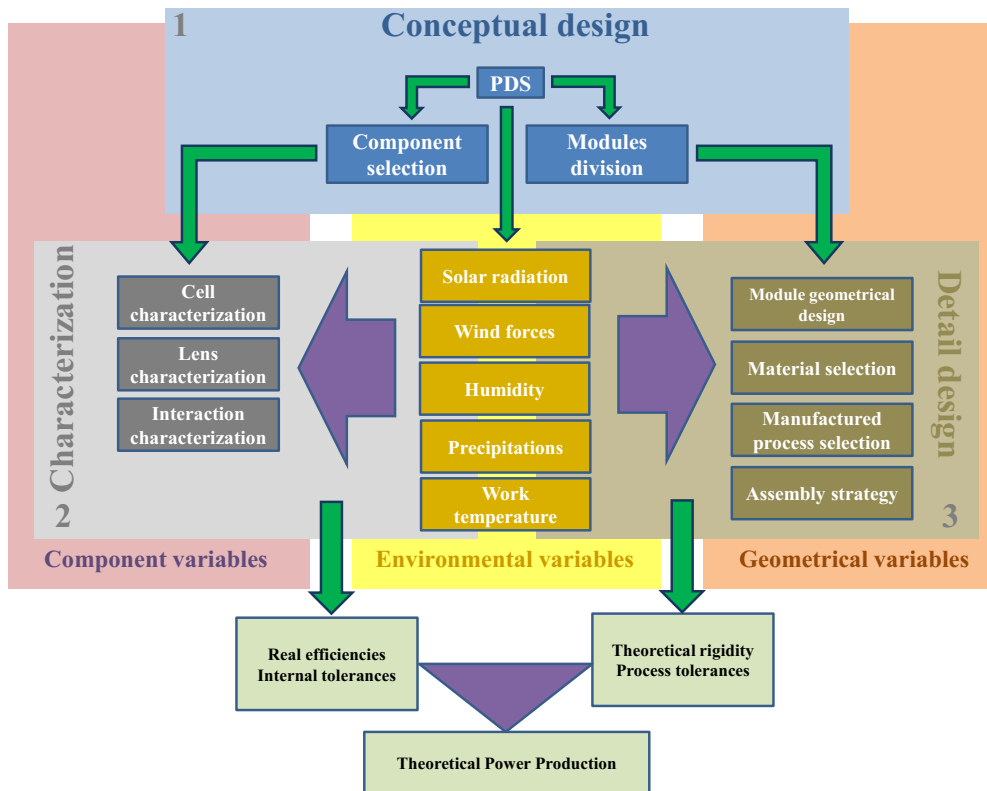 1
Conceptual design
PDS
Component
selection
Modules
division
Characterization
2
Cell
characterization
Lens
characterization
Interaction
characterization
Solar radiation
Wind forces
Humidity
Precipitations
Work
temperature
Module geometrical
design
Material selection
Manufactured
process selection
Assembly strategy
Detail design
3
Component variables
Environmental variables
Geometrical variables
Real efficiencies
Internal tolerances
Theoretical rigidity
Process tolerances
Theoretical Power Production